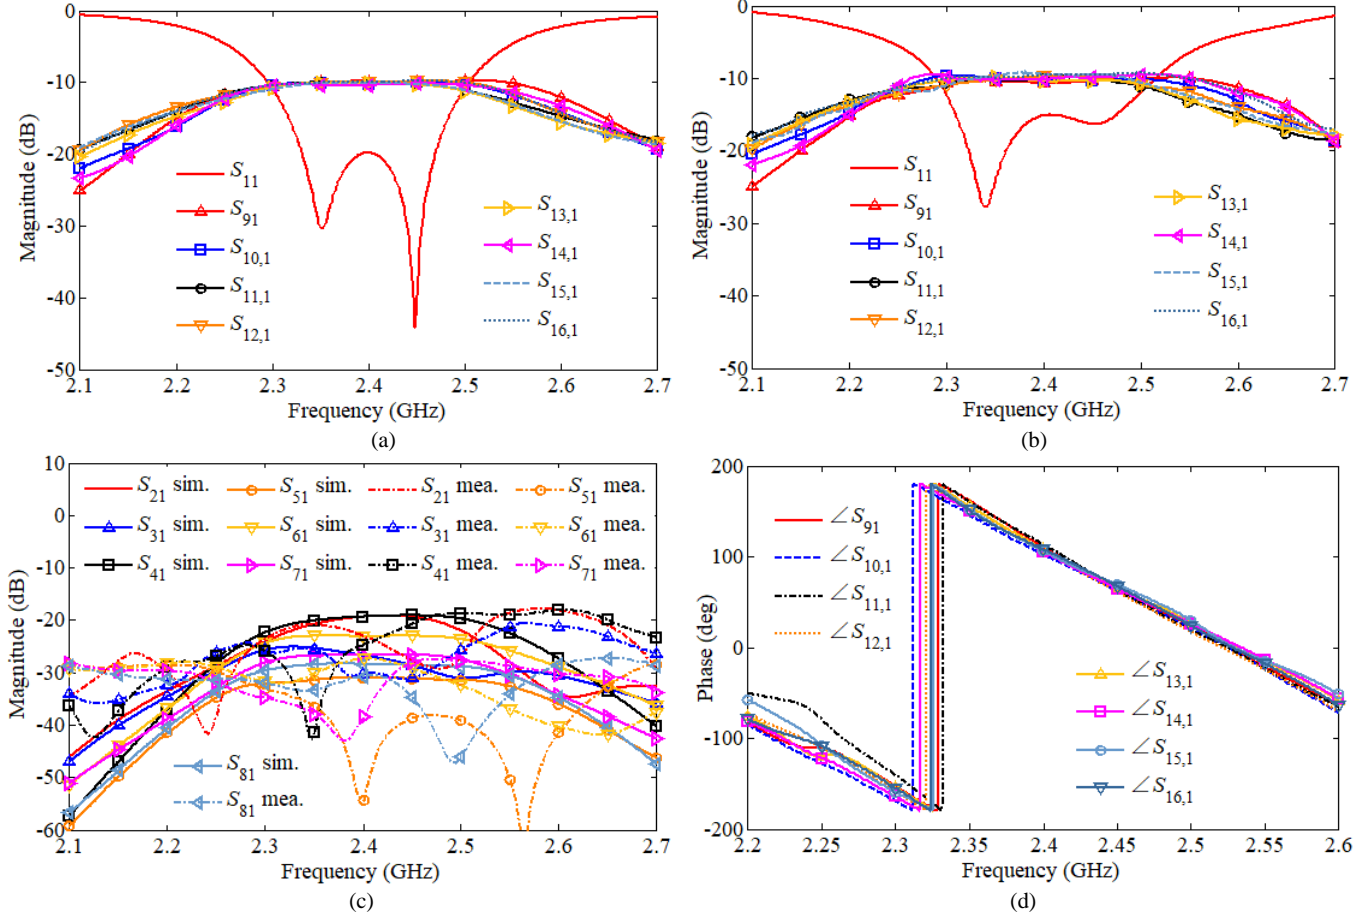 10
0
-10
-20
-30
-40
-50
Magnitude (dB)
S11
S91
S10,1
S11,1
S12,1
S13,1
S14,1
S15,1
S16,1
2.1 2.2 2.3 2.4 2.5 2.6 2.7
Frequency (GHz)
(a)
10
0
-10
-20
-30
-40
-50
Magnitude (dB)
S11
S91
S10,1
S11,1
S12,1
S13,1
S14,1
S15,1
S16,1
2.1 2.2 2.3 2.4 2.5 2.6 2.7
Frequency (GHz)
(b)
10
0
-10
-20
-30
-40
-50
-60
Magnitude (dB)
S21 sim. S51 sim. S21 mea. S51 mea.
S31 sim. S61 sim. S31 mea. S61 mea.
S41 sim. S71 sim. S41 mea. S71 mea.
S81 sim.
S81 mea.
2.1 2.2 2.3 2.4 2.5 2.6 2.7
Frequency (GHz)
(c)
200
100
0
-100
-200
Phase (deg)
∠S91
∠S10,1
∠S11,1
∠S12,1
∠S13,1
∠S14,1
∠S15,1
∠S16,1
2.2 2.25 2.3 2.35 2.4 2.45 2.5 2.55 2.6
Frequency (GHz)
(d)